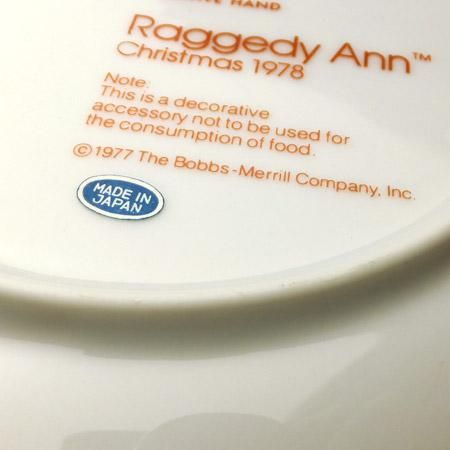 HAND
Raggedy Ann™
Christmas 1978
Note:
This is a decorative
accessory not to be used for
the consumption of food.
©1977 The Bobbs-Merrill Company, Inc.
MADE IN
JAPAN